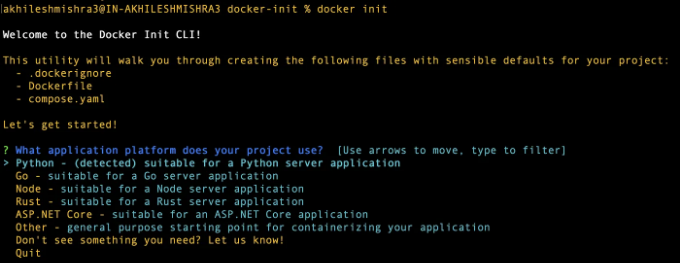 akhileshmishra3@IN-AKHILESHMISHRA3 docker-init % docker init
Welcome to the Docker Init CLI!
This utility will walk you through creating the following files with sensible defaults for your project:
- .dockerignore
- Dockerfile
- compose.yaml
Let's get started!
? What application platform does your project use? [Use arrows to move, type to filter]
> Python - (detected) suitable for a Python server application
Go - suitable for a Go server application
Node - suitable for a Node server application
Rust - suitable for a Rust server application
ASP.NET Core - suitable for an ASP.NET Core application
Other - general purpose starting point for containerizing your application
Don't see something you need? Let us know!
Quit